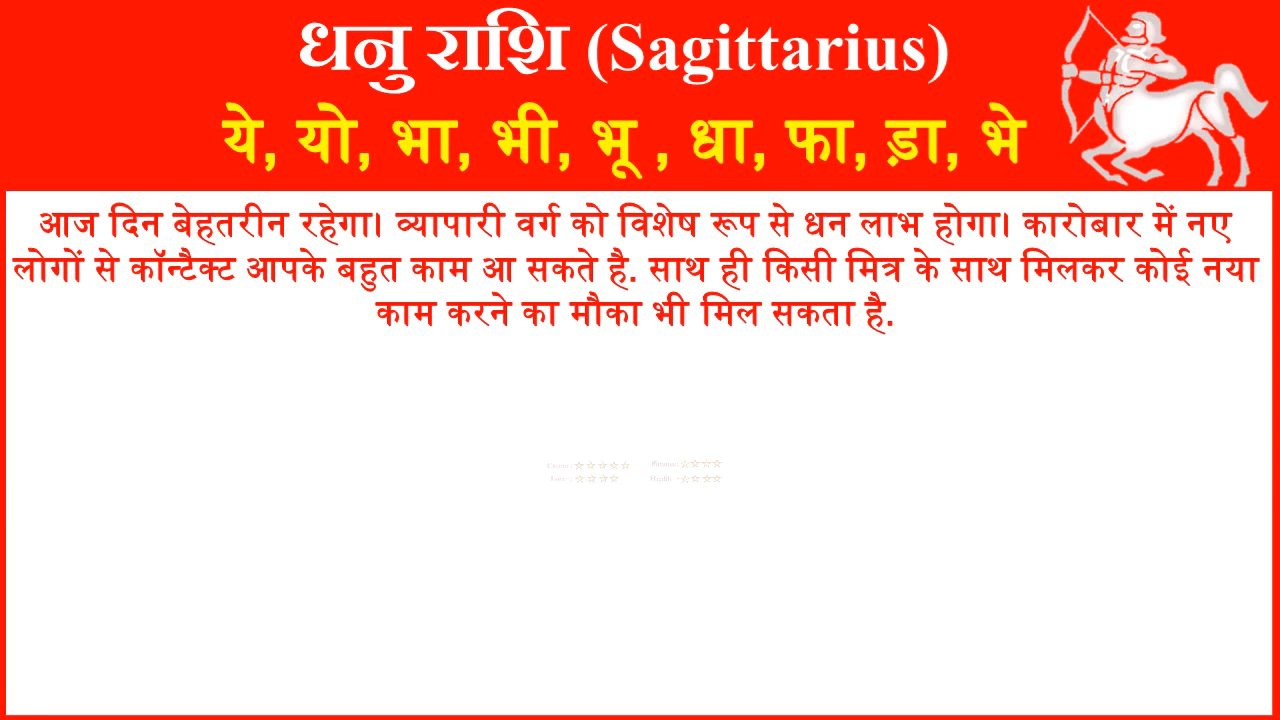 धनु राशि (Sagittarius)
ये, यो, भा, भी, भू , धा, फा, ड़ा, भे
आज दिन बेहतरीन रहेगा। व्यापारी वर्ग को विशेष रूप से धन लाभ होगा। कारोबार में नए
लोगों से कॉन्टैक्ट आपके बहुत काम आ सकते है. साथ ही किसी मित्र के साथ मिलकर कोई नया
काम करने का मौका भी मिल सकता है.